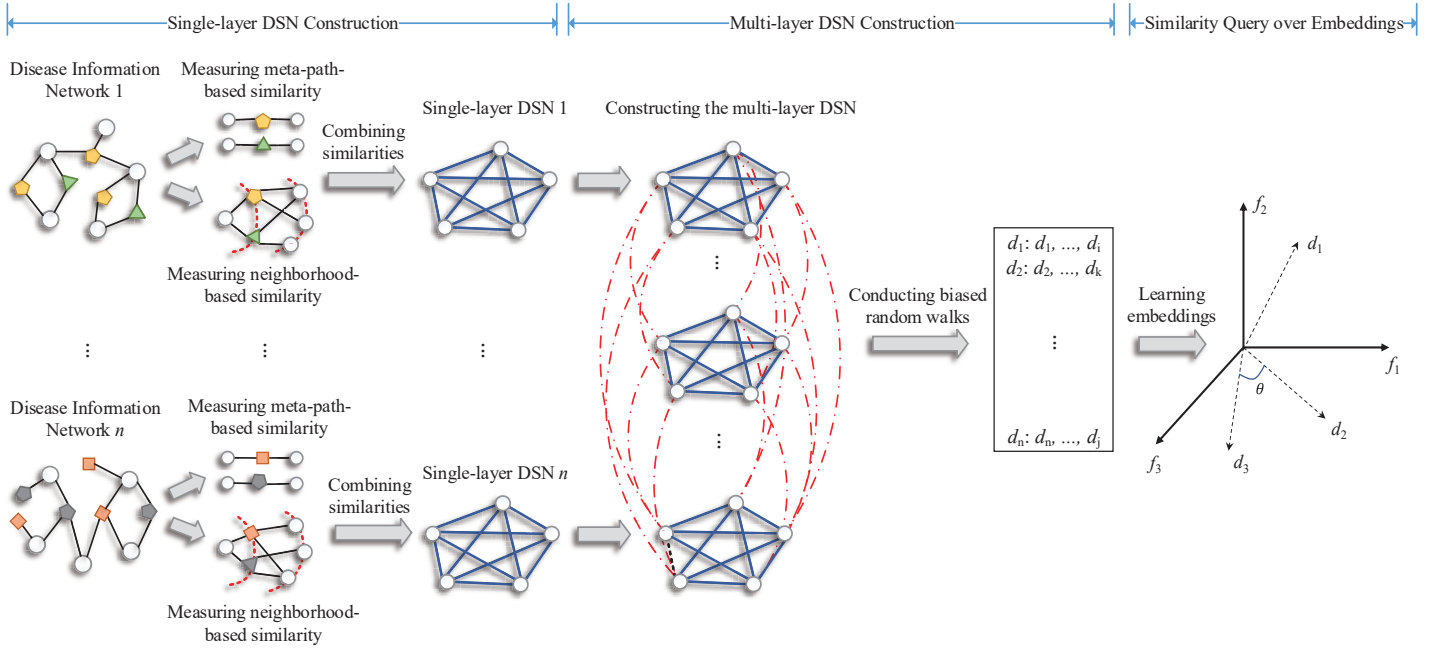 Single-layer DSN Construction
Multi-layer DSN Construction
Similarity Query over Embeddings
Disease Information
Network 1
Measuring meta-path-
based similarity
Measuring neighborhood-
based similarity
Combining
similarities
Single-layer DSN 1
Constructing the multi-layer DSN
...
...
...
...
...
Disease Information
Network n
Measuring meta-path-
based similarity
Measuring neighborhood-
based similarity
Combining
similarities
Single-layer DSN n
Conducting biased
random walks
d1: d1, ..., di
d2: d2, ..., dk
...
dn: dn, ..., dj
Learning
embeddings
f2
d1
f1
θ
d2
d3
f3